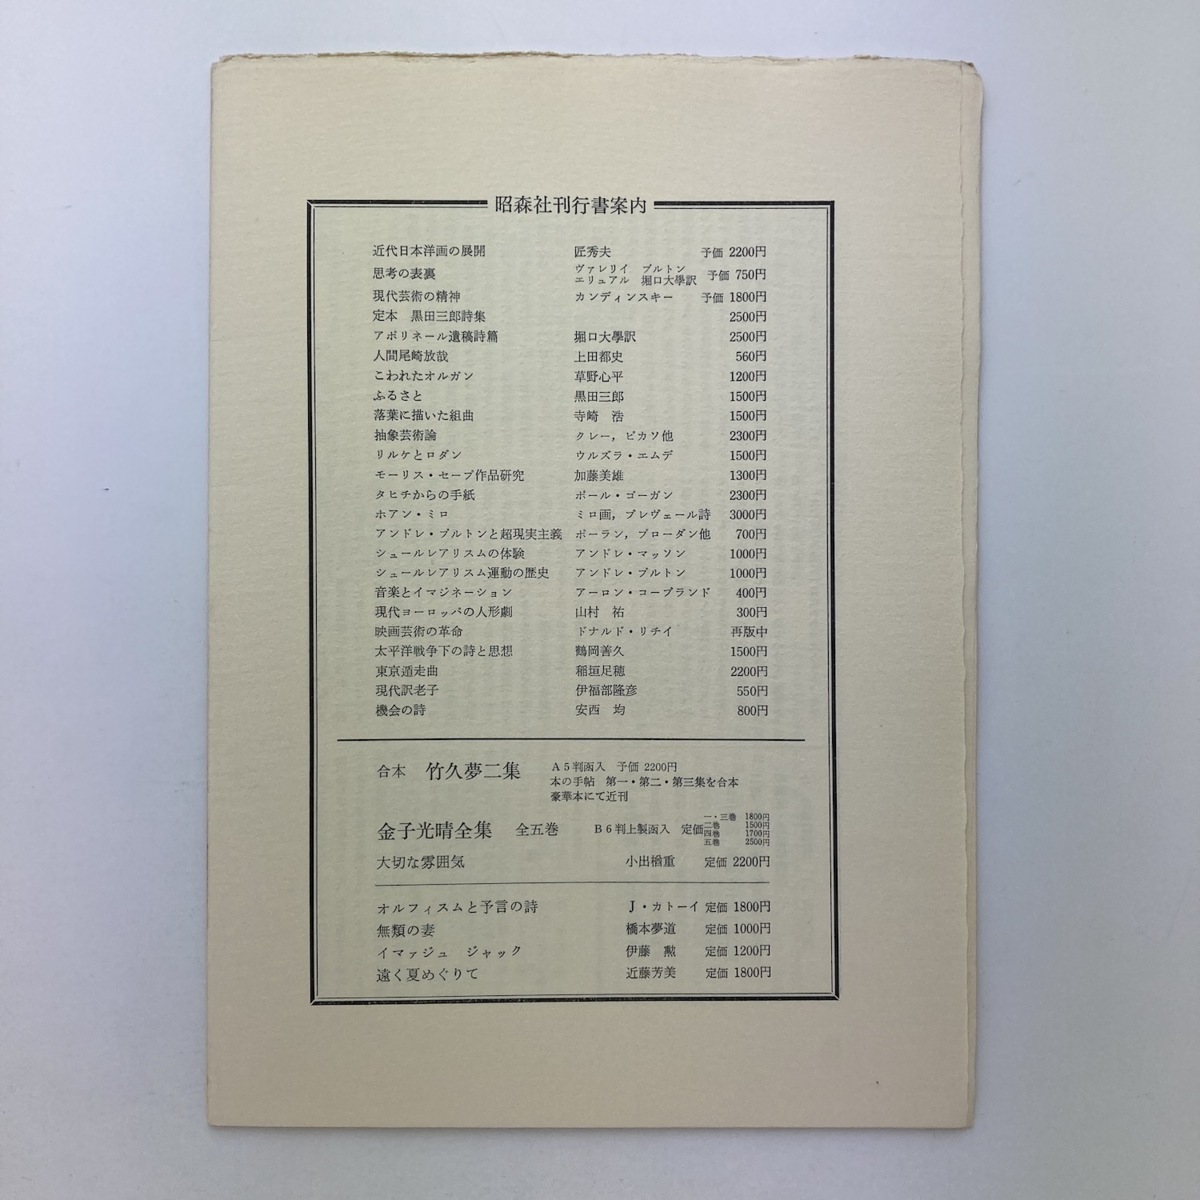 昭森社刊行書案内
近代日本洋画の展開 匠秀夫 予価 2200円
思考の表裏 ヴァレリイ ブルトン エリュアル 堀口大學訳 予価 750円
現代芸術の精神 カンディンスキー 予価 1800円
定本 黒田三郎詩集 2500円
アポリネール遺稿詩篇 堀口大學訳 2500円
人間尾崎放哉 上田都史 560円
こわれたオルガン 草野心平 1200円
ふるさと 黒田三郎 1500円
落葉に描いた組曲 寺崎 浩 1500円
抽象芸術論 クレー，ピカソ他 2300円
リルケとロダン ウルズラ・エムデ 1500円
モーリス・セーブ作品研究 加藤美雄 1300円
タヒチからの手紙 ポール・ゴーガン 2300円
ホアン・ミロ ミロ画，プレヴェール詩 3000円
アンドレ・ブルトンと超現実主義 ポーラン，ブローダン他 700円
シュールレアリスムの体験 アンドレ・マッソン 1000円
シュールレアリスム運動の歴史 アンドレ・ブルトン 1000円
音楽とイマジネーション アーロン・コープランド 400円
現代ヨーロッパの人形劇 山村 祐 300円
映画芸術の革命 ドナルド・リチイ 再版中
太平洋戦争下の詩と思想 鶴岡善久 1500円
東京遁走曲 稲垣足穂 2200円
現代訳老子 伊福部隆彦 550円
機会の詩 安西 均 800円
合本 竹久夢二集 A5判函入 予価 2200円
本の手帖 第一・第二・第三集を合本
豪華本にて近刊
金子光晴全集 全五巻 B6判上製函入 定価 一・三巻 1800円
二巻 1500円
四巻 1700円
五巻 2500円
大切な雰囲気 小出楢重 定価 2200円
オルフィスムと予言の詩 J・カトーイ 定価 1800円
無類の妻 橋本夢道 定価 1000円
イマァジュ ジャック 伊藤 勲 定価 1200円
遠く夏めぐりて 近藤芳美 定価 1800円